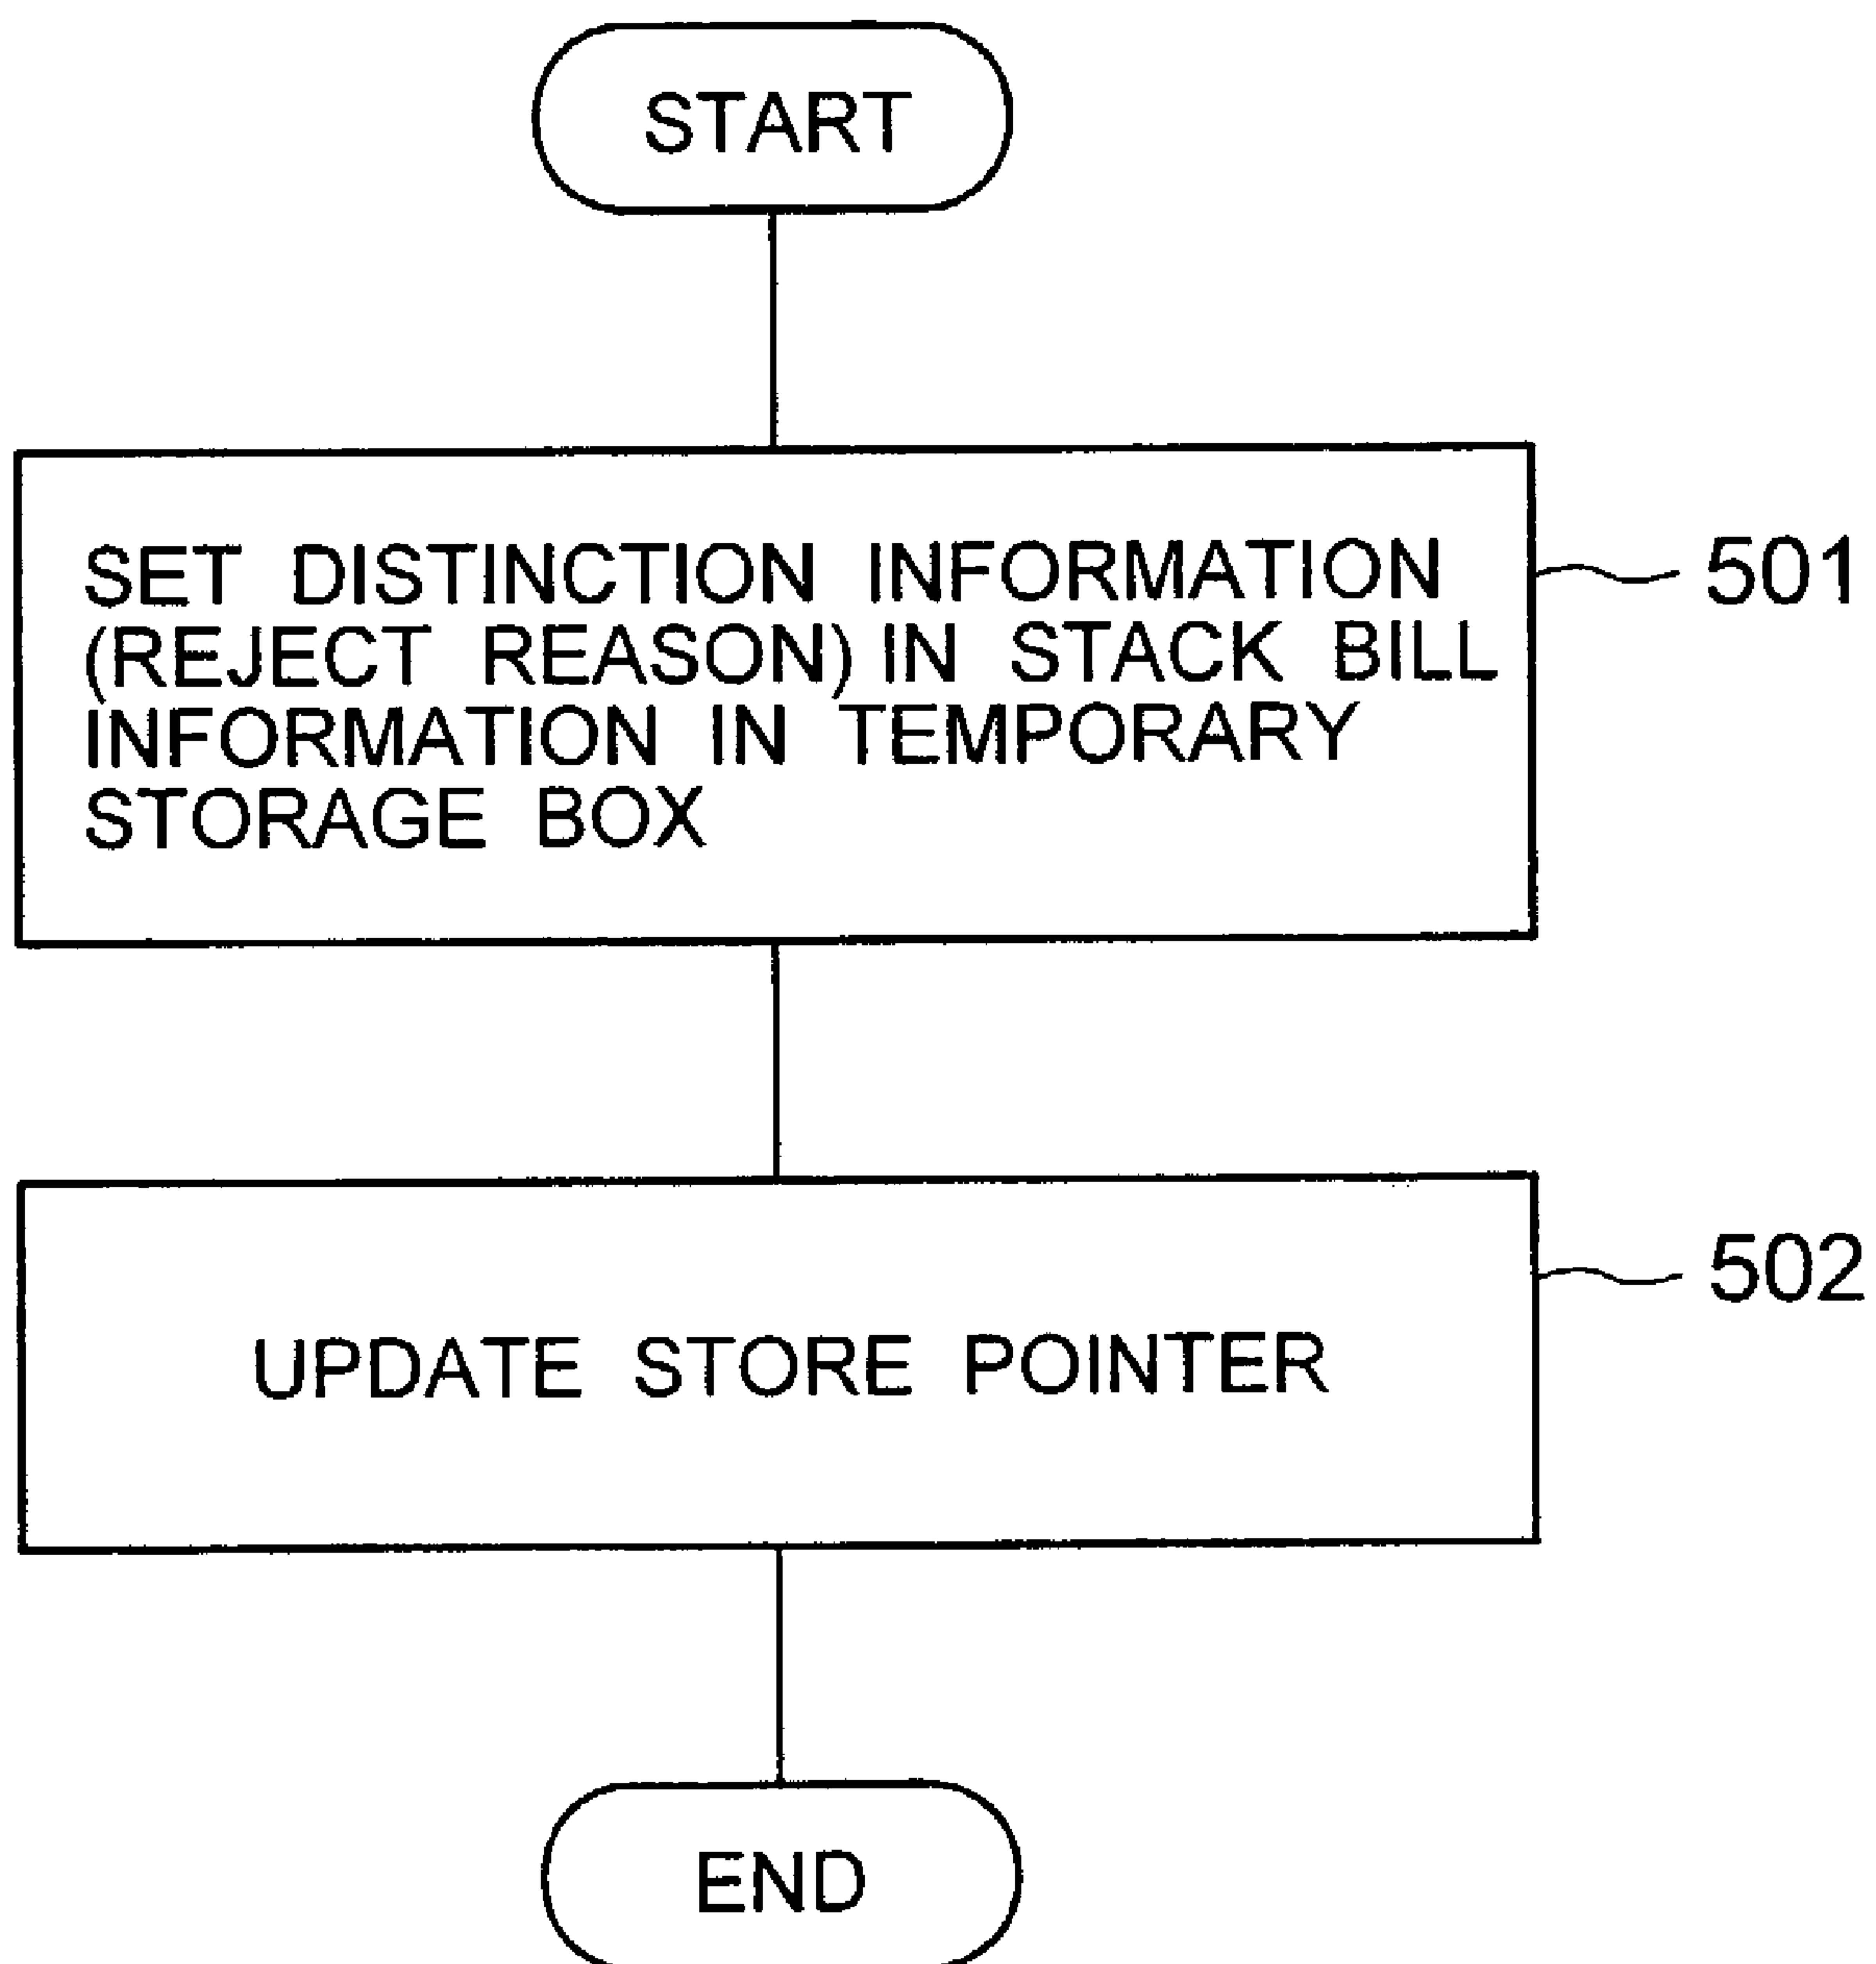 START
SET DISTINCTION INFORMATION
(REJECT REASON) IN STACK BILL
INFORMATION IN TEMPORARY
STORAGE BOX
501
UPDATE STORE POINTER
502
END